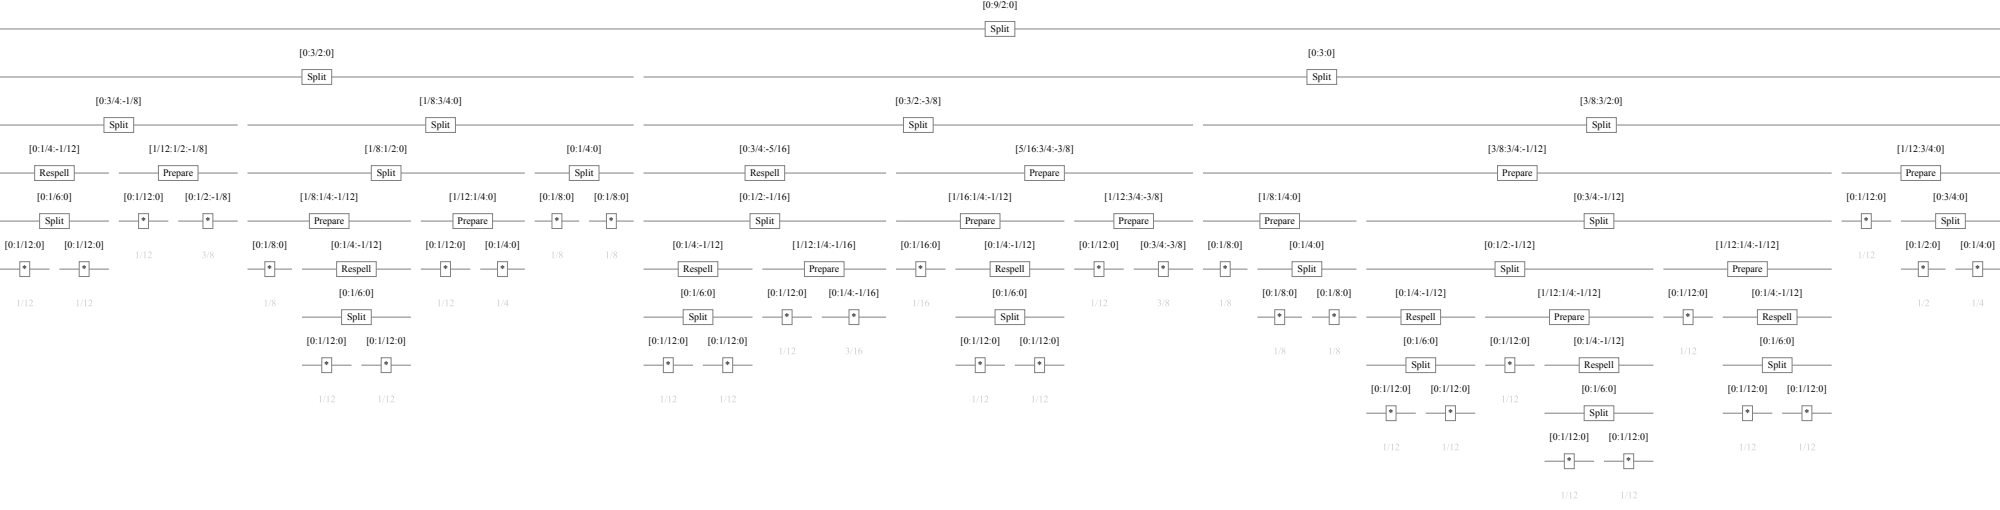 [0:9/2:0]
Split
[0:3/2:0] [0:3:0]
Split Split
[0:3/4:-1/8] [1/8:3/4:0] [0:3/2:-3/8] [3/8:3/2:0]
Split Split Split Split
[0:1/4:-1/12] [1/12:1/2:-1/8] [1/8:1/2:0] [0:1/4:0] [0:3/4:-5/16] [5/16:3/4:-3/8] [3/8:3/4:-1/12] [1/12:3/4:0]
Respell Prepare Split Split Respell Prepare Prepare Prepare
[0:1/6:0] [0:1/12:0] [0:1/2:-1/8] [1/8:1/4:-1/12] [1/12:1/4:0] [0:1/8:0] [0:1/8:0] [0:1/2:-1/16] [1/16:1/4:-1/12] [1/12:3/4:-3/8] [1/8:1/4:0] [0:3/4:-1/12] [0:1/12:0] [0:3/4:0]
Split * * Prepare Prepare * * Split Prepare Prepare Prepare Split * Split
[0:1/12:0] [0:1/12:0] 1/12 3/8 [0:1/8:0] [0:1/4:-1/12] [0:1/12:0] [0:1/4:0] 1/8 1/8 [0:1/4:-1/12] [1/12:1/4:-1/16] [0:1/16:0] [0:1/4:-1/12] [0:1/12:0] [0:3/4:-3/8] [0:1/8:0] [0:1/4:0] [0:1/2:-1/12] [1/12:1/4:-1/12] 1/12 [0:1/2:0] [0:1/4:0]
* * * Respell * * Respell Prepare * Respell * * * Split Split Prepare * *
1/12 1/12 1/8 [0:1/6:0] 1/12 1/4 [0:1/6:0] [0:1/12:0] [0:1/4:-1/16] 1/16 [0:1/6:0] 1/12 3/8 1/8 [0:1/8:0] [0:1/8:0] [0:1/4:-1/12] [1/12:1/4:-1/12] [0:1/12:0] [0:1/4:-1/12] 1/2 1/4
Split Split * * Split * * Respell Prepare * Respell
[0:1/12:0] [0:1/12:0] [0:1/12:0] [0:1/12:0] 1/12 3/16 [0:1/12:0] [0:1/12:0] 1/8 1/8 [0:1/6:0] [0:1/12:0] [0:1/4:-1/12] 1/12 [0:1/6:0]
* * * * * * Split * Respell Split
1/12 1/12 1/12 1/12 1/12 1/12 [0:1/12:0] [0:1/12:0] 1/12 [0:1/6:0] [0:1/12:0] [0:1/12:0]
* * Split * *
1/12 1/12 [0:1/12:0] [0:1/12:0] 1/12 1/12
* *
1/12 1/12